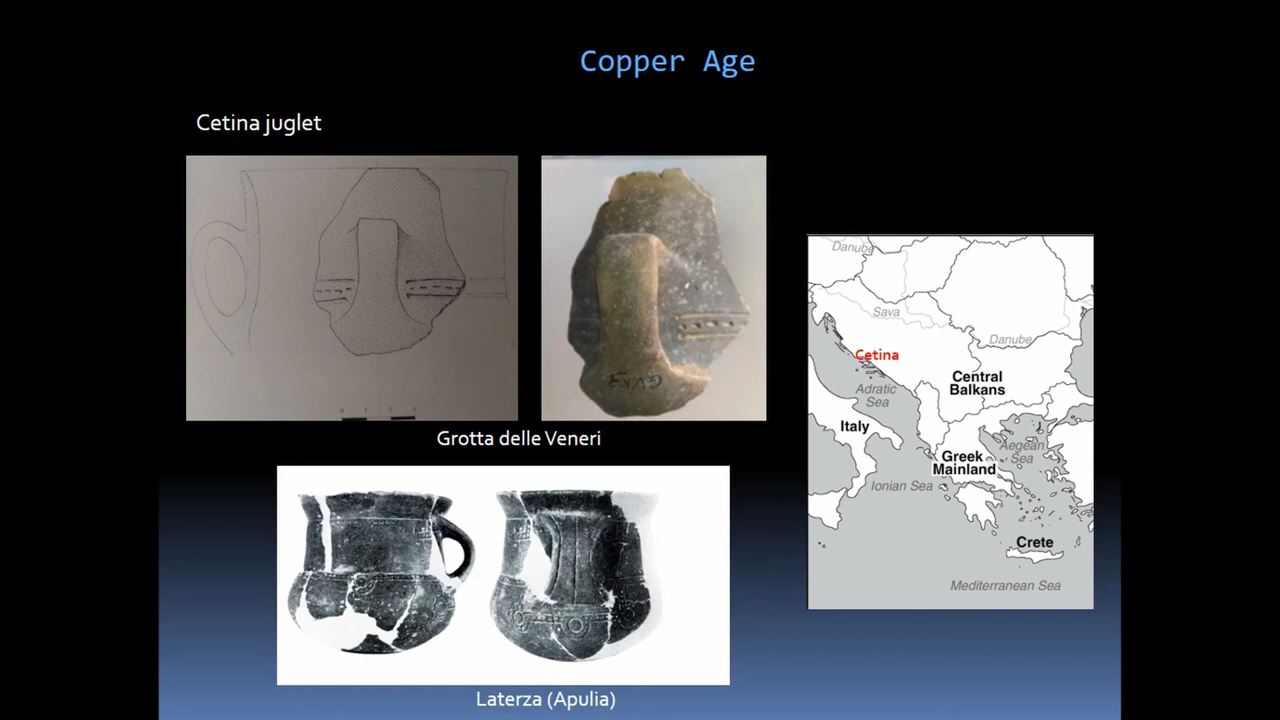 Copper Age
Cetina juglet
Grotta delle Veneri
Laterza (Apulia)
Danube
Sava
Danube
Cetina
Central
Balkans
Adratic
Sea
Italy
Aegean
Sea
Greek
Mainland
Ionian Sea
Crete
Mediterranean Sea